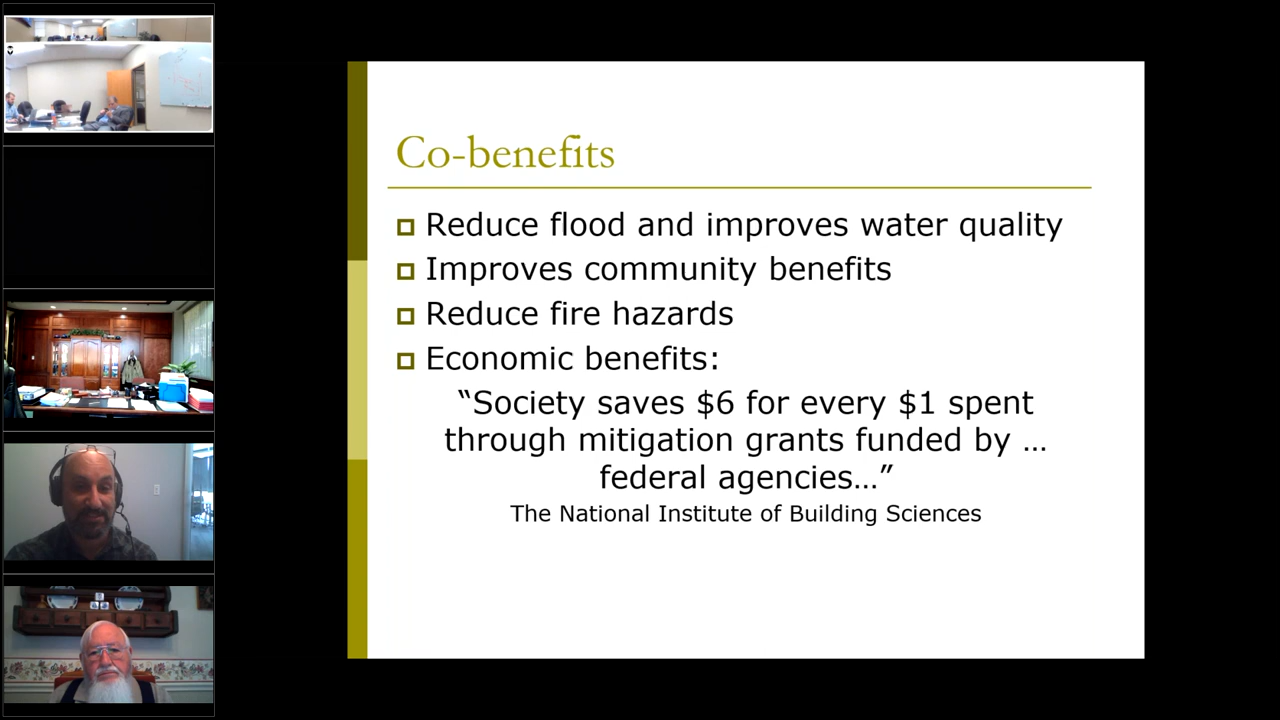 Co-benefits
Reduce flood and improves water quality
Improves community benefits
Reduce fire hazards
Economic benefits:
“Society saves $6 for every $1 spent
through mitigation grants funded by …
federal agencies…”
The National Institute of Building Sciences